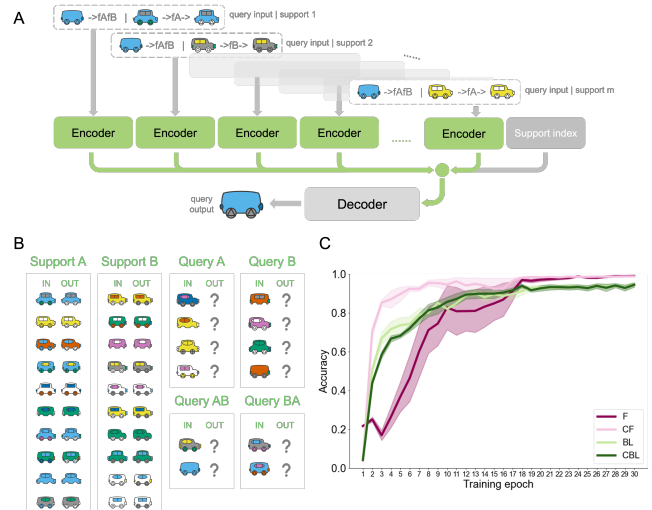 A
->fAfB | ->fA-> query input | support 1
->fAfB | ->fB-> query input | support 2
......
->fAfB | ->fA-> query input | support m
Encoder Encoder Encoder Encoder ...... Encoder Support index
query
output
Decoder
B
Support A Support B Query A Query B
IN OUT IN OUT IN OUT IN OUT
? ?
? ?
? ?
? ?
Query AB Query BA
IN OUT IN OUT
? ?
? ?
C
1.0
0.8
0.6
0.4
0.2
0.0
Accuracy
1 2 3 4 5 6 7 8 9 10 11 12 13 14 15 16 17 18 19 20 21 22 23 24 25 26 27 28 29 30
Training epoch
F
CF
BL
CBL